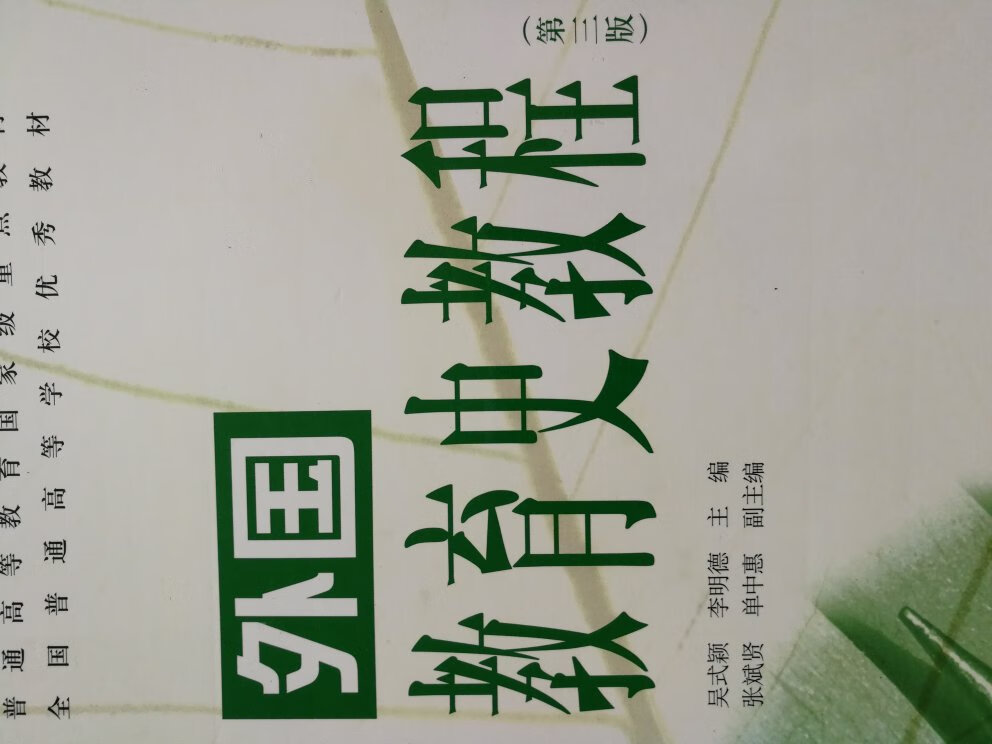 普通高等教育国家级重点教材
全国普通高等学校优秀教材
外国
教育史教程
(第三版)
吴式颖 李明德 主 编
张斌贤 单中惠 副主编